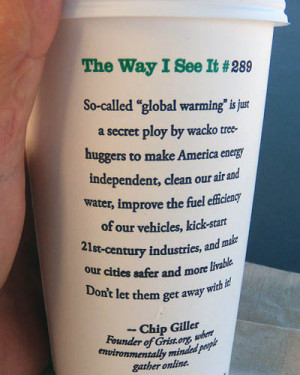 The Way I See It #289
So-called “global warming” is just
a secret ploy by wacko tree-
huggers to make America energy
independent, clean our air and
water, improve the fuel efficiency
of our vehicles, kick-start
21st-century industries, and make
our cities safer and more livable.
Don't let them get away with it!
— Chip Giller
Founder of Grist.org, where
environmentally minded people
gather online.